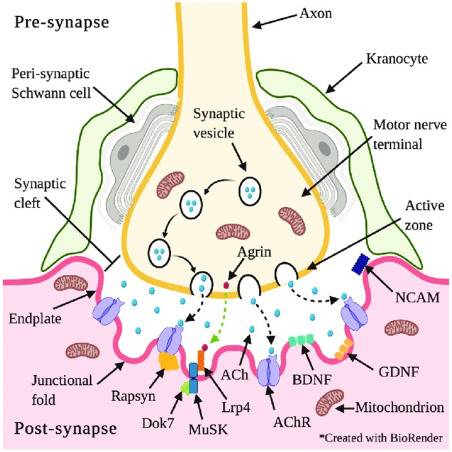 Pre-synapse
Axon
Kranocyte
Peri-synaptic
Schwann cell
Synaptic
vesicle
Motor nerve
terminal
Synaptic
cleft
Active
zone
Agrin
NCAM
Endplate
Junctional
fold
Rapsyn
Dok7
MuSK
Lrp4
ACh
AChR
BDNF
GDNF
Mitochondrion
Post-synapse
*Created with BioRender